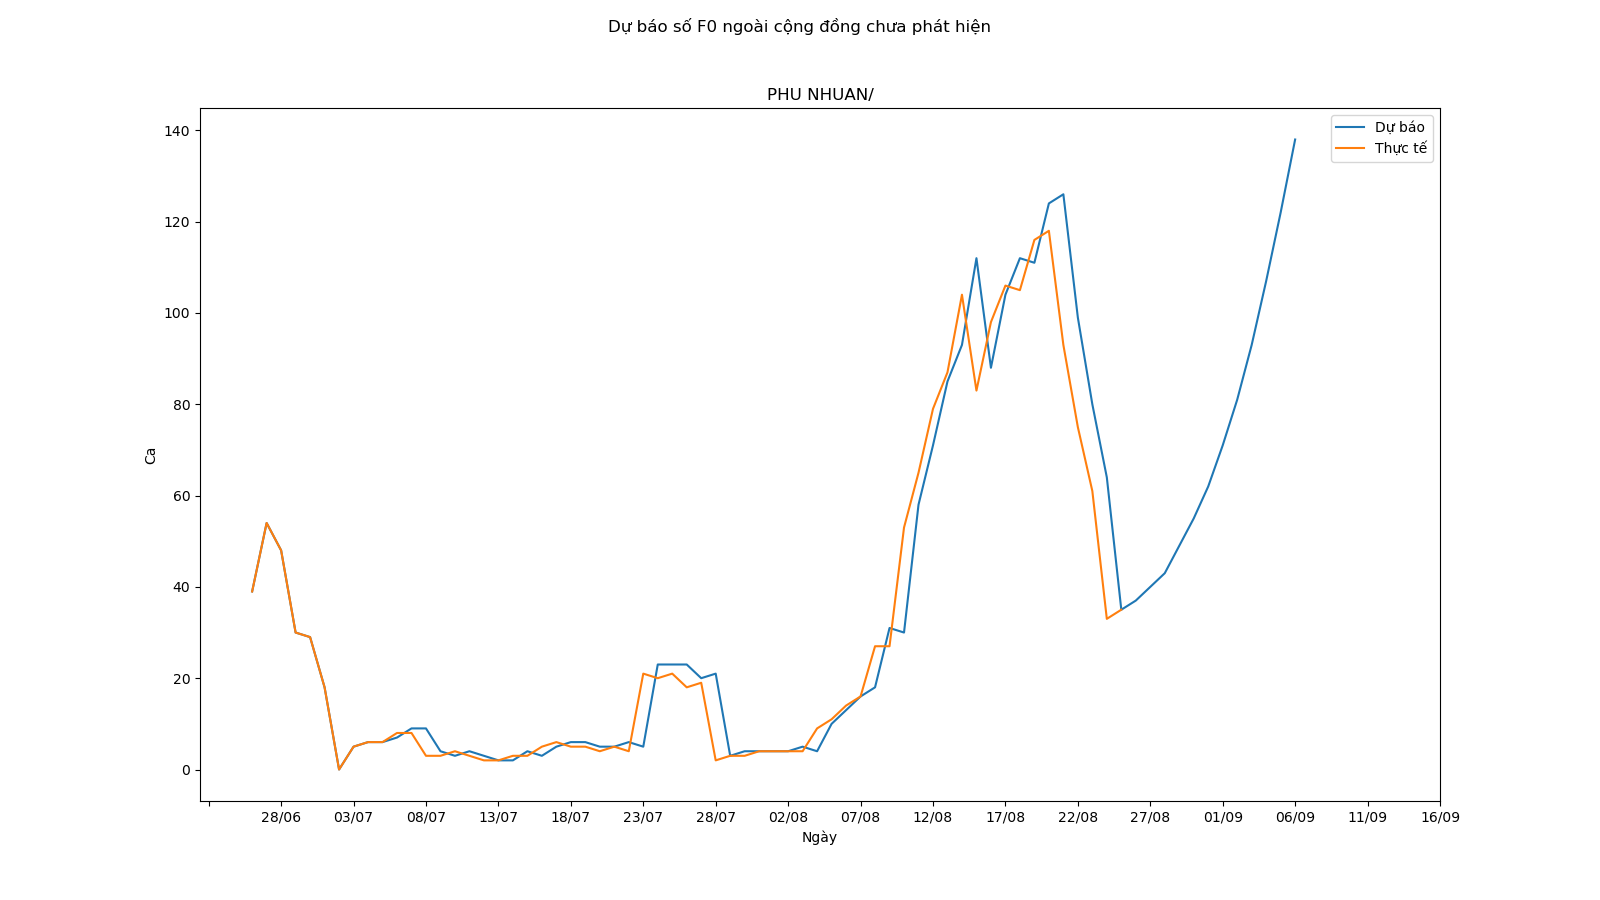 Dự báo số F0 ngoài cộng đồng chưa phát hiện
PHU NHUAN/
Dự báo
Thực tế
140
120
100
80
60
40
20
0
Ca
28/06 03/07 08/07 13/07 18/07 23/07 28/07 02/08 07/08 12/08 17/08 22/08 27/08 01/09 06/09 11/09 16/09
Ngày